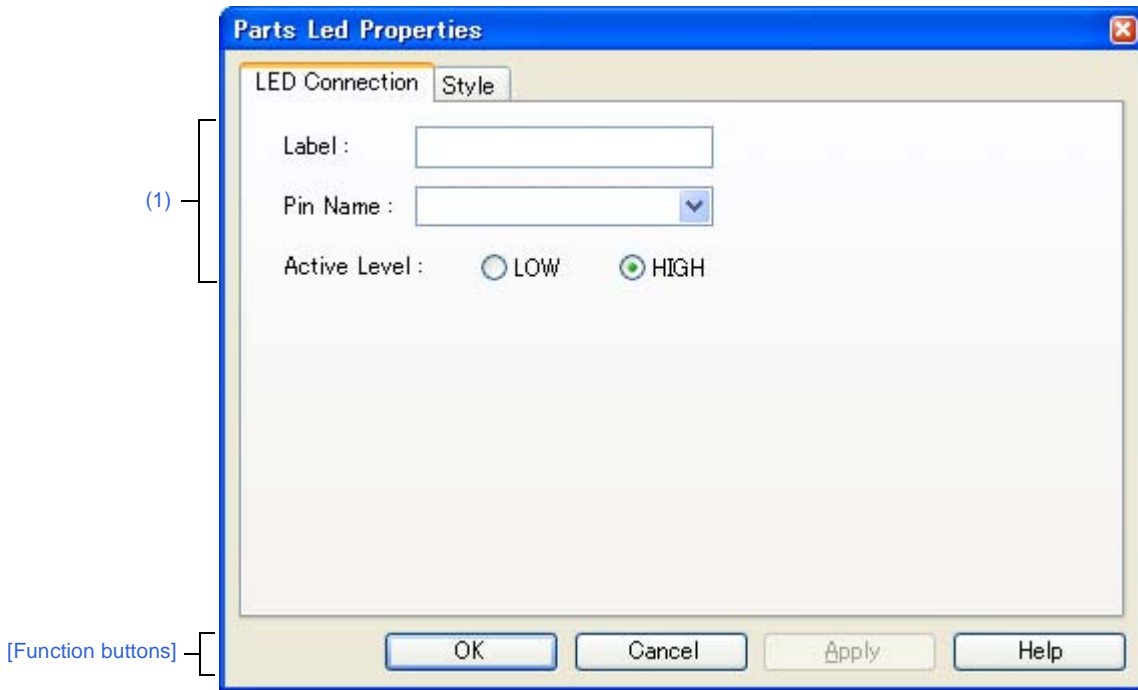 Parts Led Properties
LED Connection Style
Label :
(1)
Pin Name :
Active Level : LOW HIGH
[Function buttons]
OK Cancel Apply Help